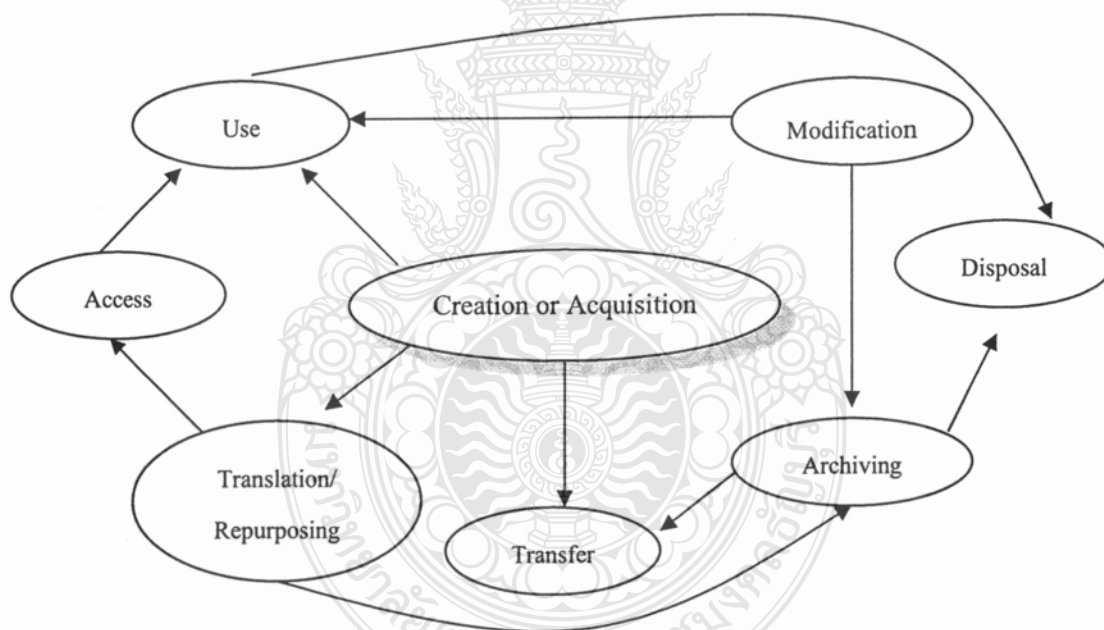 Use
Modification
Disposal
Access
Creation or Acquisition
Translation/
Repurposing
Archiving
Transfer